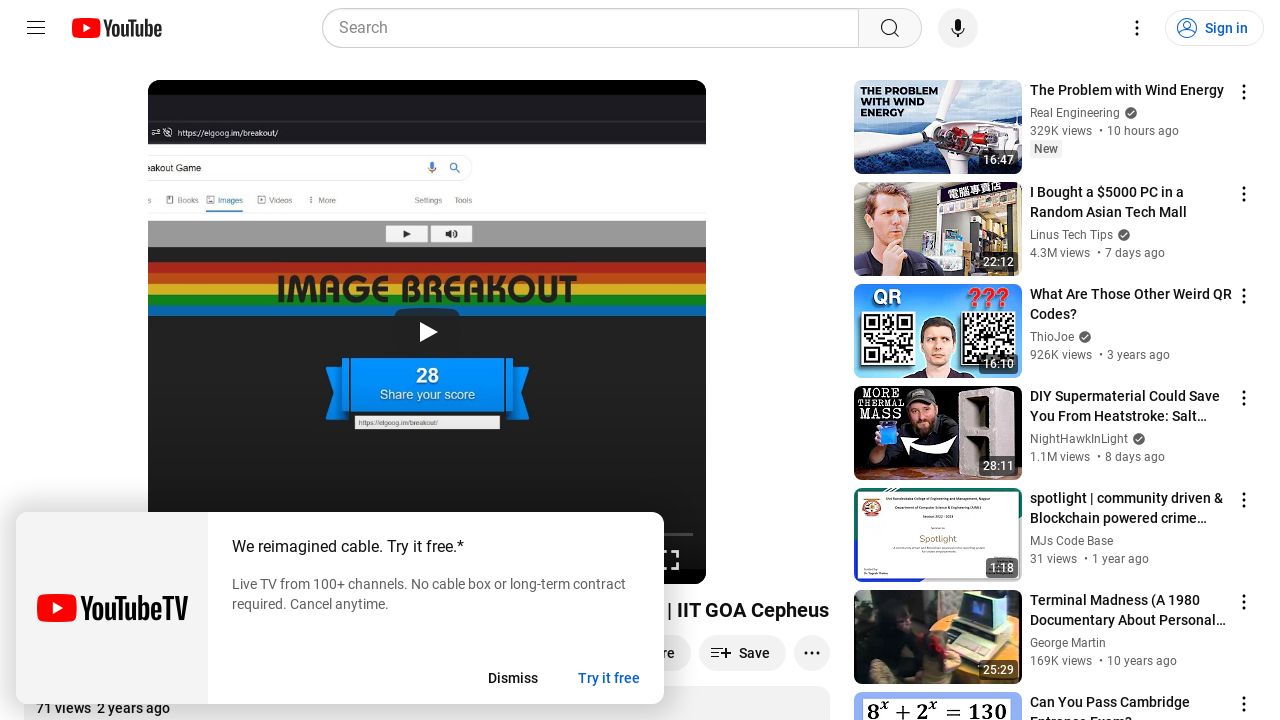 YouTube
Search
Sign in
https://elgoog.im/breakout/
eakout Game
s
Books
Images
Videos
More
Settings
Tools
IMAGE BREAKOUT
28
Share your score
https://elgoog.im/breakout/
| IIT GOA Cepheus
re
Save
71 views 2 years ago
YouTubeTV
We reimagined cable. Try it free.*
Live TV from 100+ channels. No cable box or long-term contract
required. Cancel anytime.
Dismiss
Try it free
THE PROBLEM
WITH WIND
ENERGY
16:47
The Problem with Wind Energy
Real Engineering
329K views • 10 hours ago
New
電腦專賣店
22:12
I Bought a $5000 PC in a
Random Asian Tech Mall
Linus Tech Tips
4.3M views • 7 days ago
QR
???
16:10
What Are Those Other Weird QR
Codes?
ThioJoe
926K views • 3 years ago
MORE
THERMAL
MASS
28:11
DIY Supermaterial Could Save
You From Heatstroke: Salt…
NightHawkInLight
1.1M views • 8 days ago
Spotlight
1:18
spotlight | community driven &
Blockchain powered crime…
MJs Code Base
31 views • 1 year ago
25:29
Terminal Madness (A 1980
Documentary About Personal…
George Martin
169K views • 10 years ago
8ˣ + 2ˣ = 130
Can You Pass Cambridge
Entrance Exam?